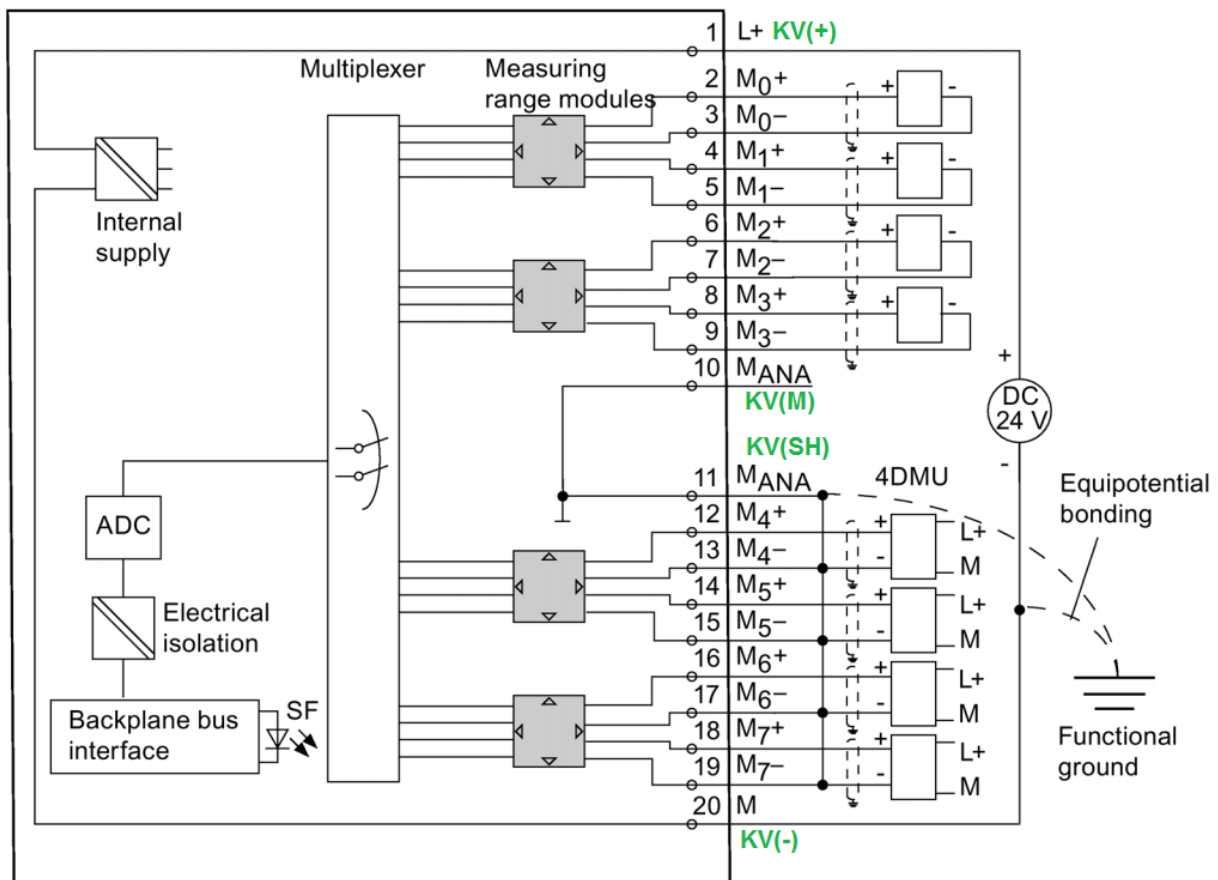 1 L+ KV(+)
Multiplexer
Measuring
range modules
2 M0+
3 M0–
4 M1+
5 M1–
6 M2+
7 M2–
8 M3+
9 M3–
10 MANA
KV(M)
+ -
+ -
+ -
+ -
Internal
supply
+
DC
24 V
-
KV(SH)
11 MANA
4DMU
12 M4+
13 M4–
14 M5+
15 M5–
16 M6+
17 M6–
18 M7+
19 M7–
20 M
KV(-)
+ L+
- M
+ L+
- M
+ L+
- M
+ L+
- M
Equipotential
bonding
Functional
ground
ADC
Electrical
isolation
Backplane bus
interface
SF